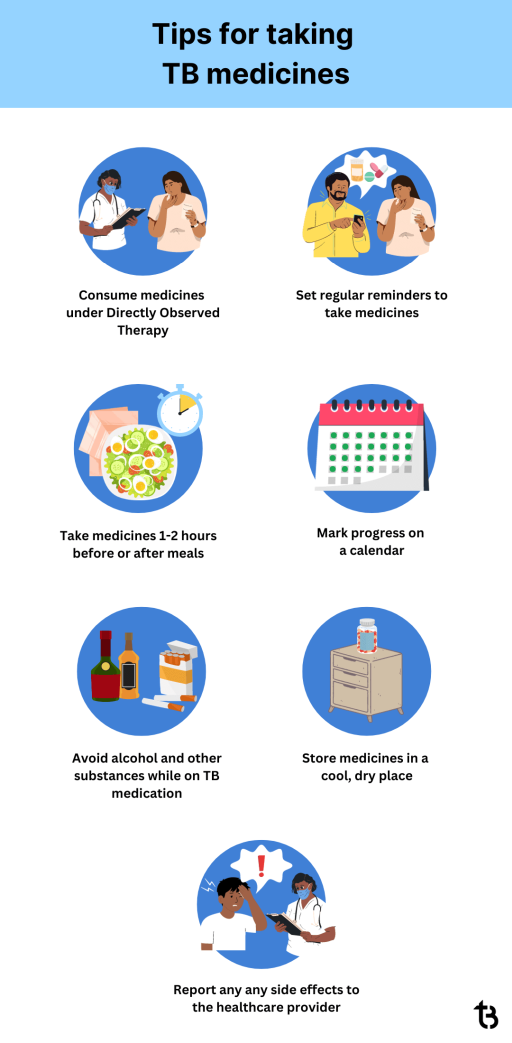 Tips for taking
TB medicines
Consume medicines
under Directly Observed
Therapy
Set regular reminders to
take medicines
Take medicines 1-2 hours
before or after meals
Mark progress on
a calendar
Avoid alcohol and other
substances while on TB
medication
Store medicines in a
cool, dry place
Report any any side effects to
the healthcare provider
tB